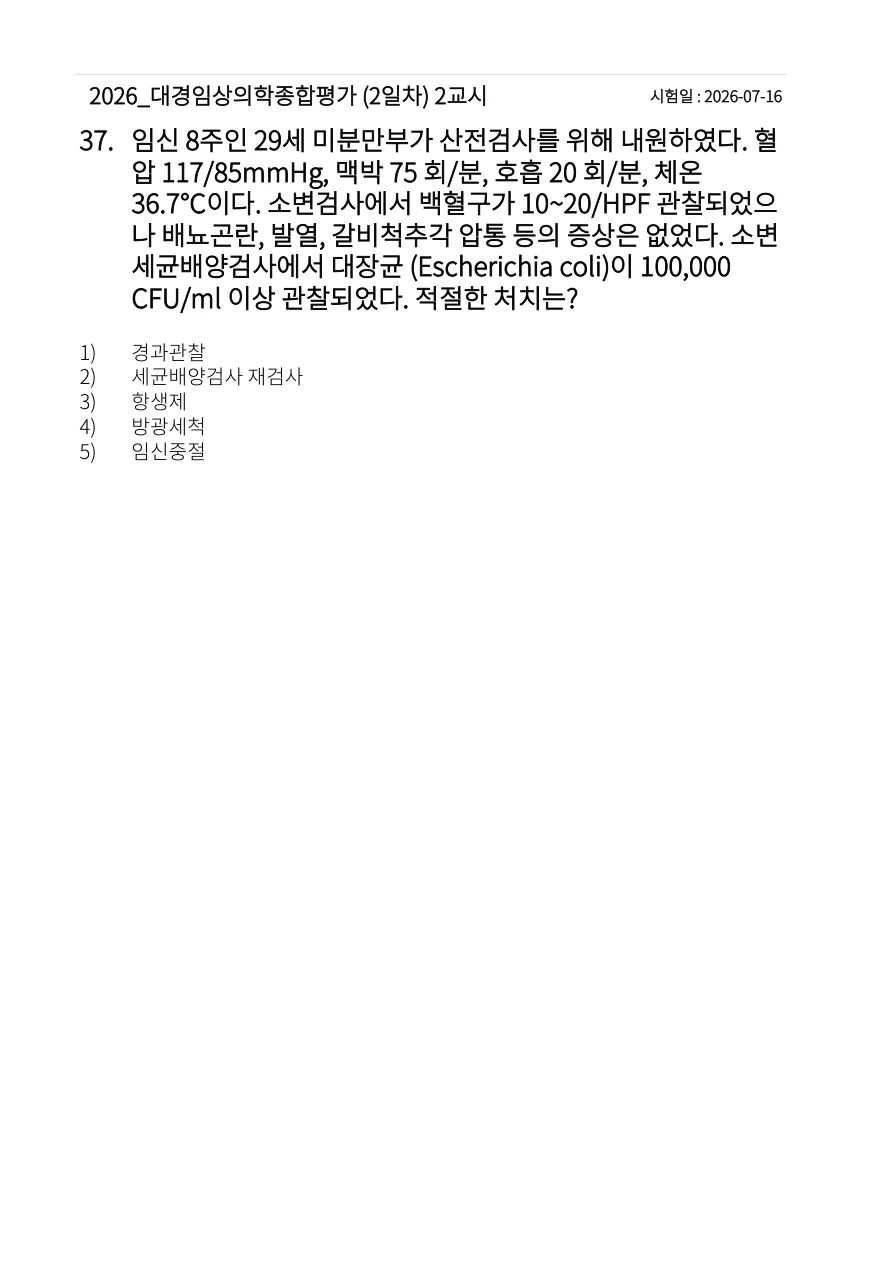 2026_대경임상의학종합평가 (2일차) 2교시
시험일 : 2026-07-16
37. 임신 8주인 29세 미분만부가 산전검사를 위해 내원하였다. 혈
압 117/85mmHg, 맥박 75 회/분, 호흡 20 회/분, 체온
36.7℃이다. 소변검사에서 백혈구가 10~20/HPF 관찰되었으
나 배뇨곤란, 발열, 갈비척추각 압통 등의 증상은 없었다. 소변
세균배양검사에서 대장균 (Escherichia coli)이 100,000
CFU/ml 이상 관찰되었다. 적절한 처치는?
1) 경과관찰
2) 세균배양검사 재검사
3) 항생제
4) 방광세척
5) 임신중절